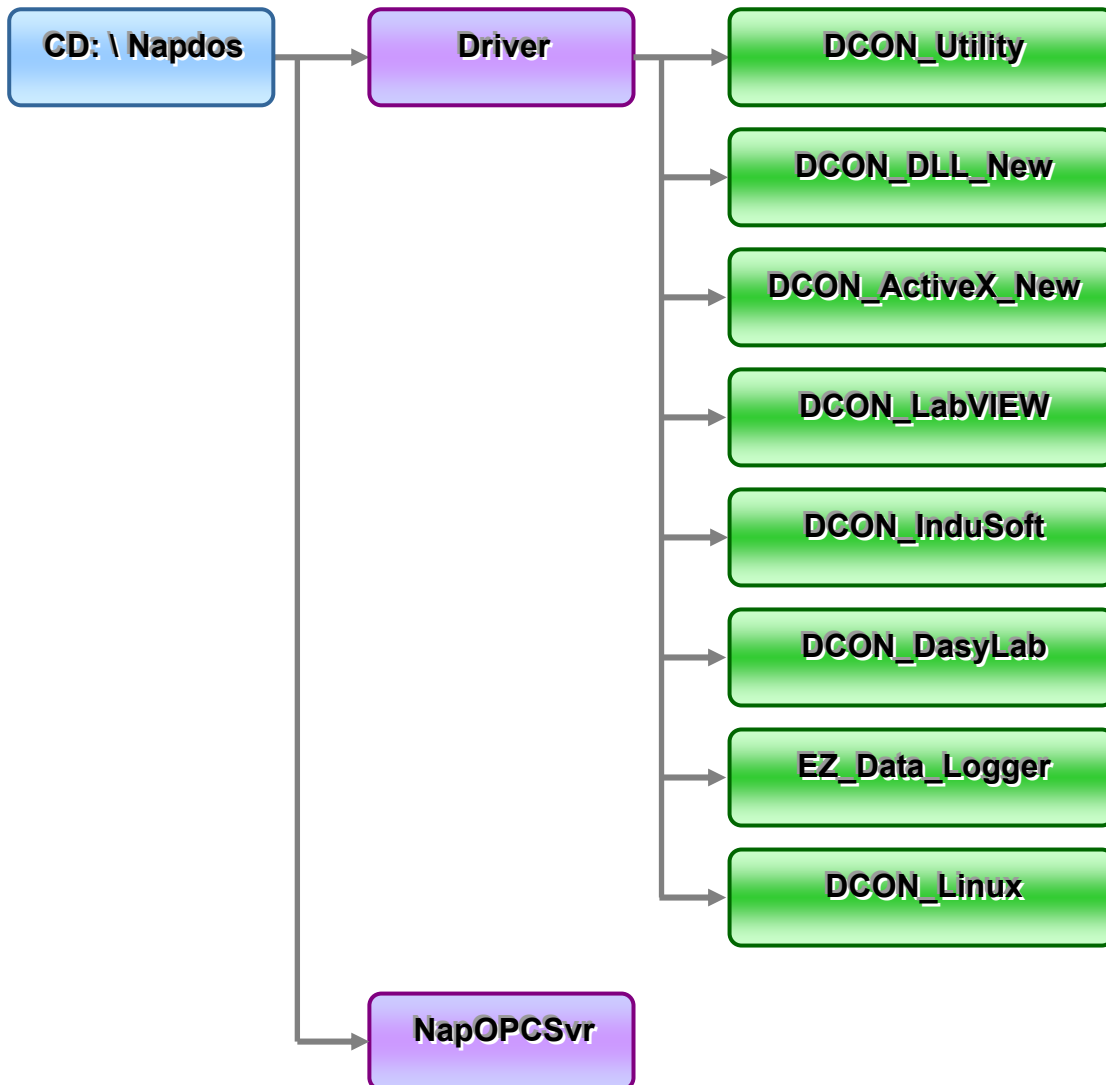 CD: \ Napdos
Driver
DCON_Utility
DCON_DLL_New
DCON_ActiveX_New
DCON_LabVIEW
DCON_InduSoft
DCON_DasyLab
EZ_Data_Logger
DCON_Linux
NapOPCSvr